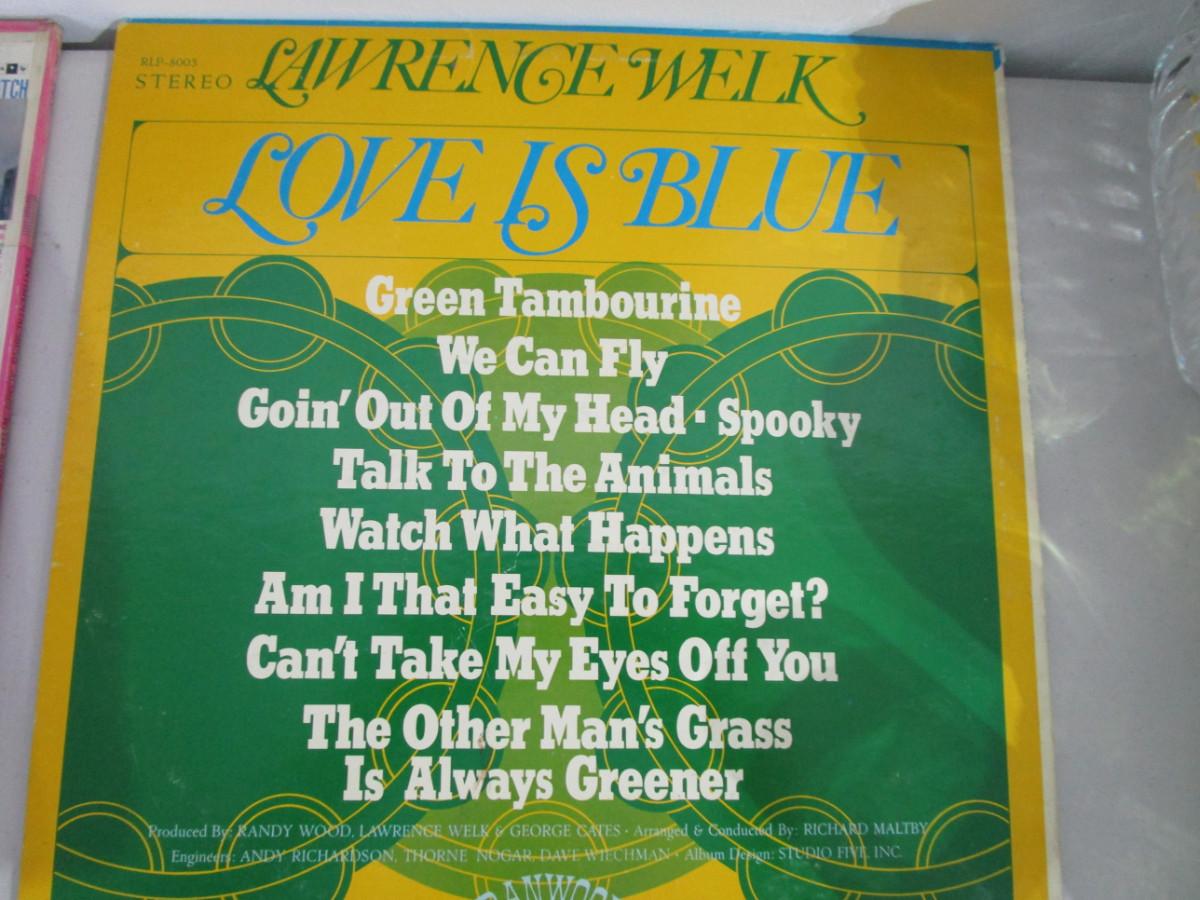 TCH
RLP-8003
STEREO
LAWRENCE WELK
LOVE IS BLUE
Green Tambourine
We Can Fly
Goin' Out Of My Head · Spooky
Talk To The Animals
Watch What Happens
Am I That Easy To Forget?
Can't Take My Eyes Off You
The Other Man's Grass
Is Always Greener
Produced By: RANDY WOOD, LAWRENCE WELK & GEORGE CATES · Arranged & Conducted By: RICHARD MALTBY
Engineers: ANDY RICHARDSON, THORNE NOGAR, DAVE WIECHMAN · Album Design: STUDIO FIVE, INC.